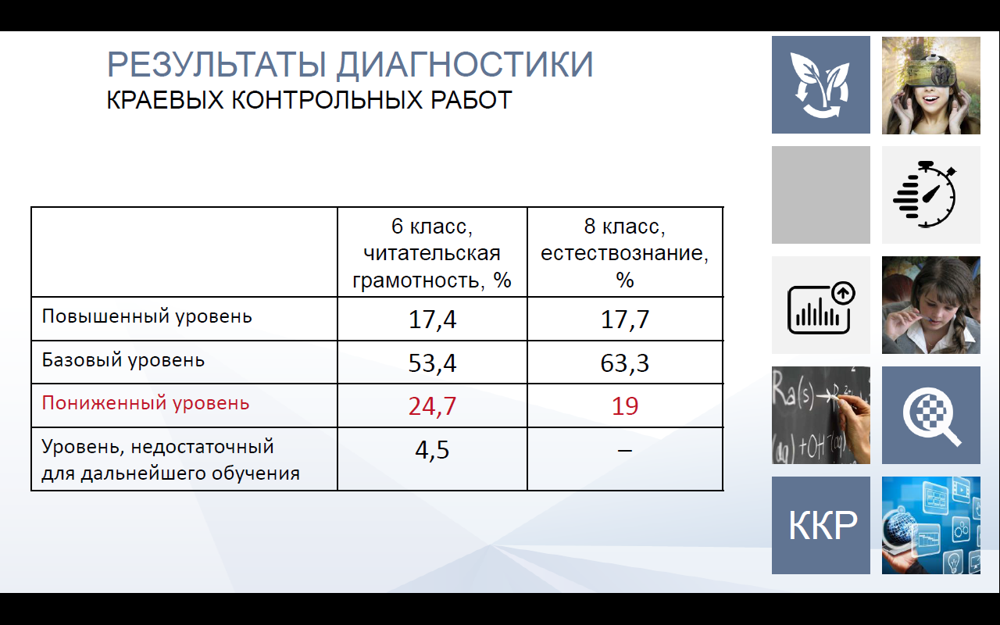 РЕЗУЛЬТАТЫ ДИАГНОСТИКИ
КРАЕВЫХ КОНТРОЛЬНЫХ РАБОТ
6 класс,
читательская
грамотность, %
8 класс,
естествознание,
%
Повышенный уровень
17,4
17,7
Базовый уровень
53,4
63,3
Пониженный уровень
24,7
19
Уровень, недостаточный
для дальнейшего обучения
4,5
–
Ra(s)
ККР